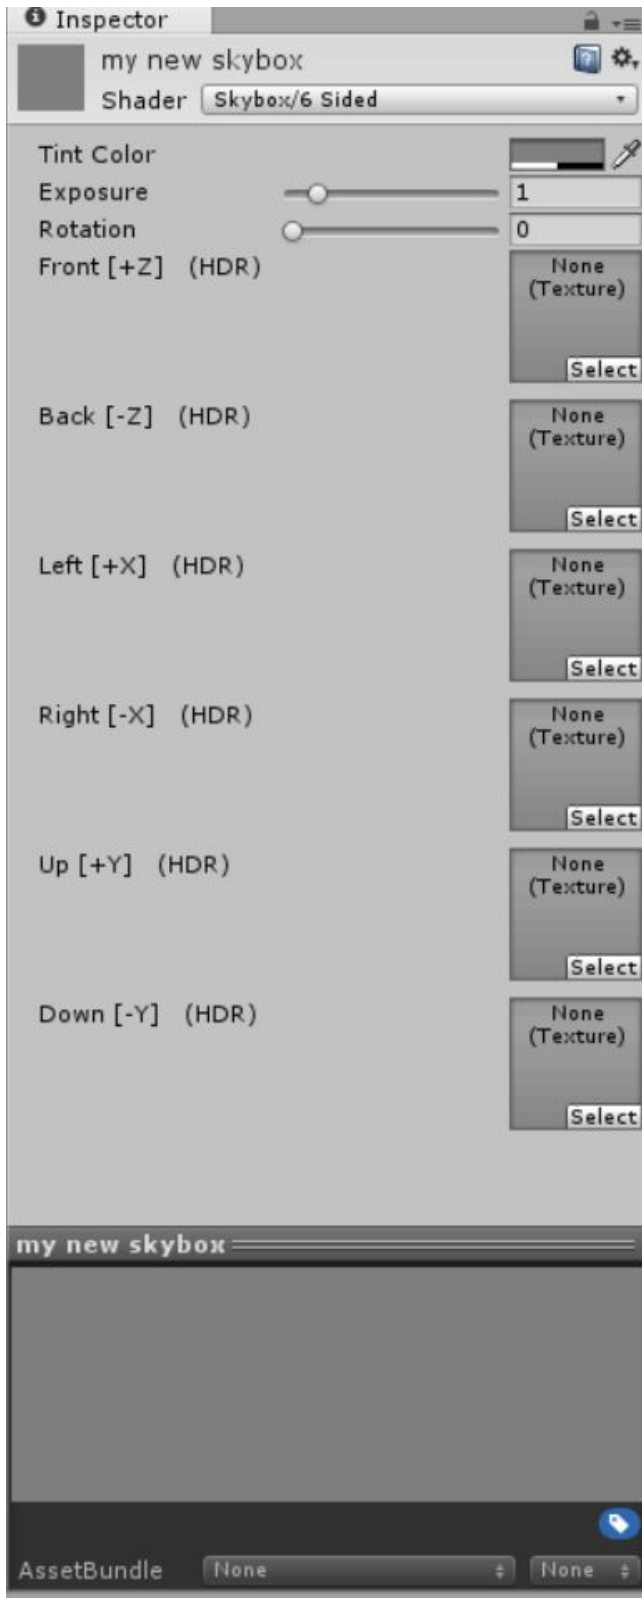 Inspector
my new skybox
Shader Skybox/6 Sided
Tint Color
Exposure 1
Rotation 0
Front [+Z] (HDR) None
(Texture)
Select
Back [-Z] (HDR) None
(Texture)
Select
Left [+X] (HDR) None
(Texture)
Select
Right [-X] (HDR) None
(Texture)
Select
Up [+Y] (HDR) None
(Texture)
Select
Down [-Y] (HDR) None
(Texture)
Select
my new skybox
AssetBundle None None